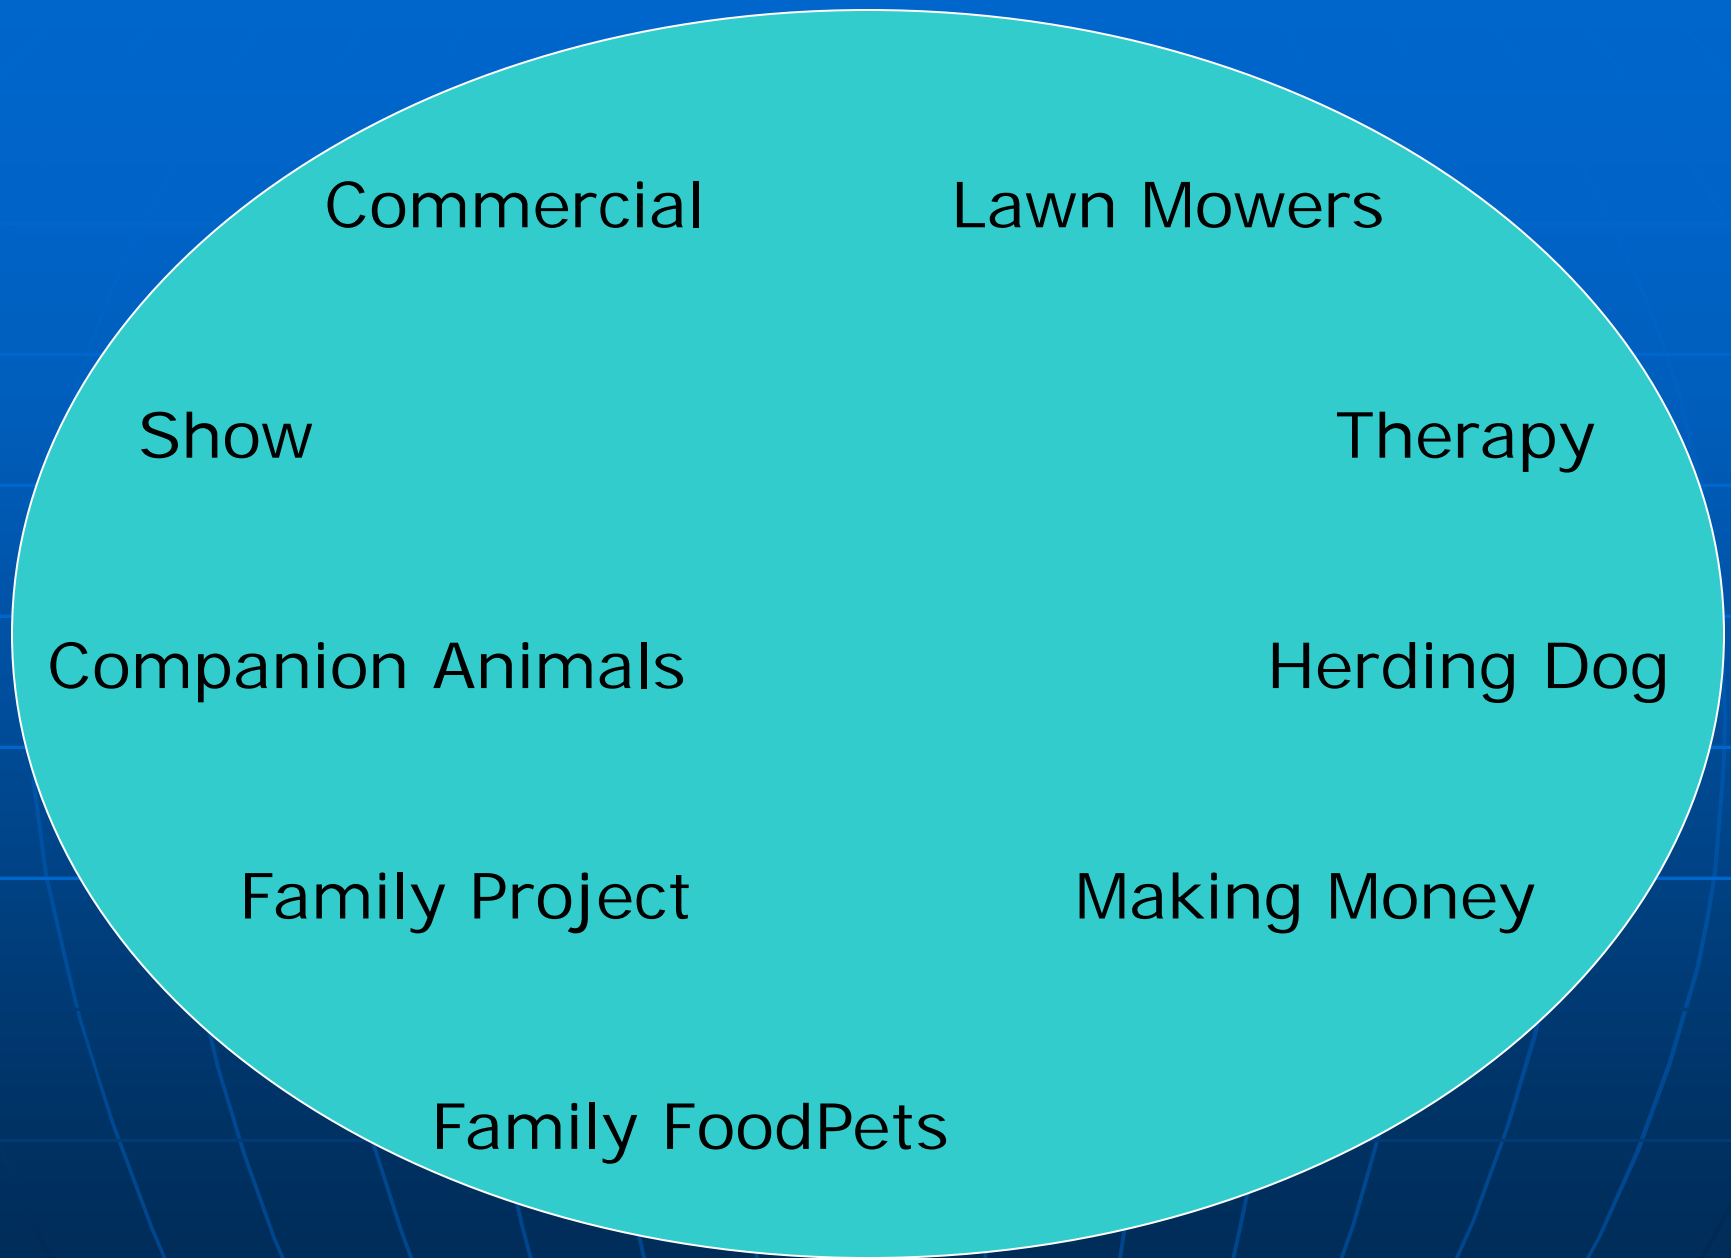 Commercial Lawn Mowers
Show Therapy
Companion Animals Herding Dog
Family Project Making Money
Family FoodPets